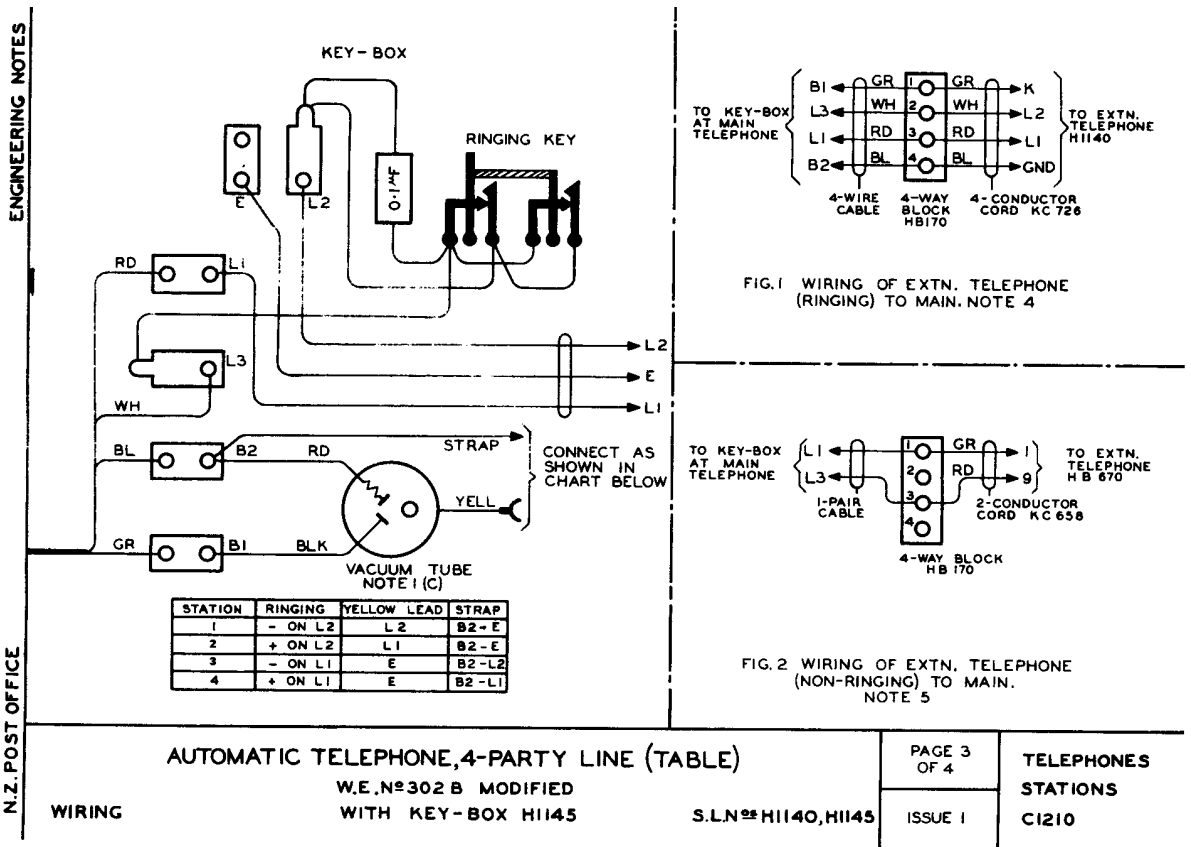 ENGINEERING NOTES
N.Z. POST OFFICE
KEY-BOX
RINGING KEY
0.1 MF
E
L2
RD
L1
L3
WH
L2
E
L1
BL
B2
RD
STRAP
CONNECT AS
SHOWN IN
CHART BELOW
YELL
GR
B1
BLK
VACUUM TUBE
NOTE 1 (C)
STATION RINGING YELLOW LEAD STRAP
1 - ON L2 L2 B2-E
2 + ON L2 L1 B2-E
3 - ON L1 E B2-L2
4 + ON L1 E B2-L1
TO KEY-BOX
AT MAIN
TELEPHONE
B1 GR 1 GR K
L3 WH 2 WH L2
L1 RD 3 RD L1
B2 BL 4 BL GND
TO EXTN.
TELEPHONE
H1140
4-WIRE
CABLE
4-WAY
BLOCK
HB170
4-CONDUCTOR
CORD KC 726
FIG. 1 WIRING OF EXTN. TELEPHONE
(RINGING) TO MAIN. NOTE 4
TO KEY-BOX
AT MAIN
TELEPHONE
L1 1 GR 1
2
L3 3 RD 9
4
TO EXTN.
TELEPHONE
HB 670
1-PAIR
CABLE
2-CONDUCTOR
CORD KC 658
4-WAY BLOCK
HB 170
FIG. 2 WIRING OF EXTN. TELEPHONE
(NON-RINGING) TO MAIN.
NOTE 5
AUTOMATIC TELEPHONE, 4-PARTY LINE (TABLE)
W.E. Nº 302 B MODIFIED
WIRING
WITH KEY-BOX H1145
S.L.Nos H1140, H1145
PAGE 3
OF 4
ISSUE 1
TELEPHONES
STATIONS
C1210